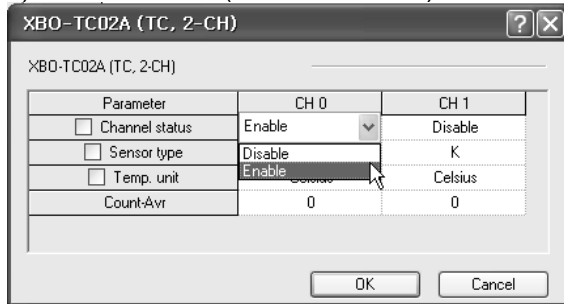 XBO-TC02A (TC, 2-CH)
XBO-TC02A (TC, 2-CH)
Parameter CH 0 CH 1
Channel status Enable Disable
Sensor type Disable K
Temp. unit Enable Celsius
Count-Avr 0 0
OK Cancel